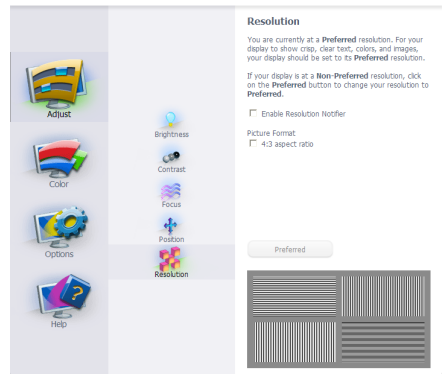 Adjust
Color
Options
Help
Brightness
Contrast
Focus
Position
Resolution
Resolution
You are currently at a Preferred resolution. For your
display to show crisp, clear text, colors, and images,
your display should be set to its Preferred resolution.
If your display is at a Non-Preferred resolution, click
on the Preferred button to change your resolution to
Preferred.
Enable Resolution Notifier
Picture Format
4:3 aspect ratio
Preferred